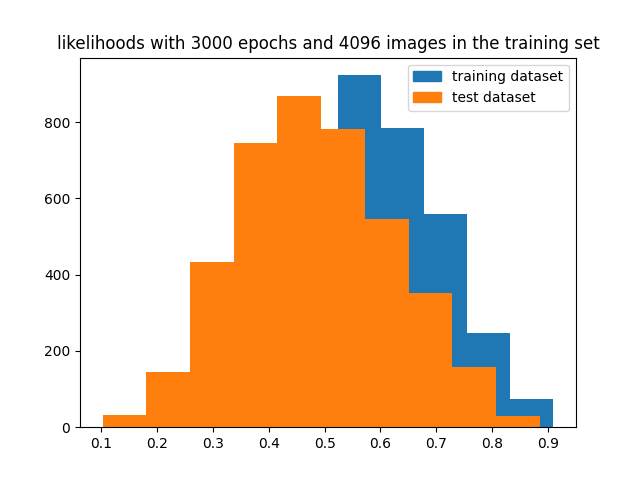 likelihoods with 3000 epochs and 4096 images in the training set
training dataset
test dataset
800
600
400
200
0
0.1 0.2 0.3 0.4 0.5 0.6 0.7 0.8 0.9